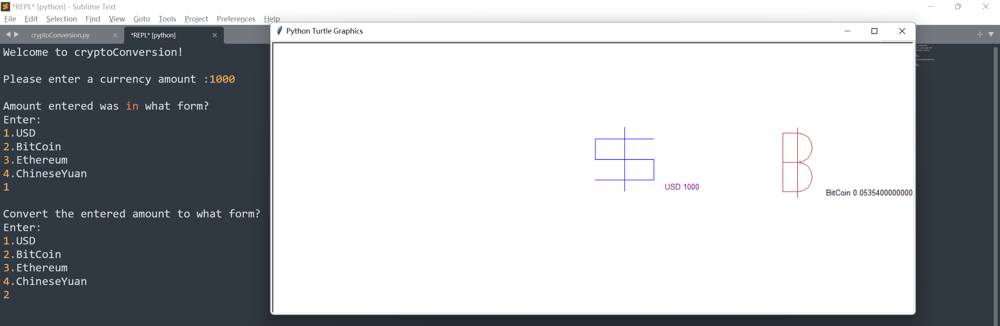 *REPL* [python] - Sublime Text
File Edit Selection Find View Goto Tools Project Preferences Help
cryptoConversion.py
*REPL* [python]
Welcome to cryptoConversion!
Please enter a currency amount :1000
Amount entered was in what form?
Enter:
1.USD
2.BitCoin
3.Ethereum
4.ChineseYuan
1
Convert the entered amount to what form?
Enter:
1.USD
2.BitCoin
3.Ethereum
4.ChineseYuan
2
Python Turtle Graphics
USD 1000
BitCoin 0.0535400000000